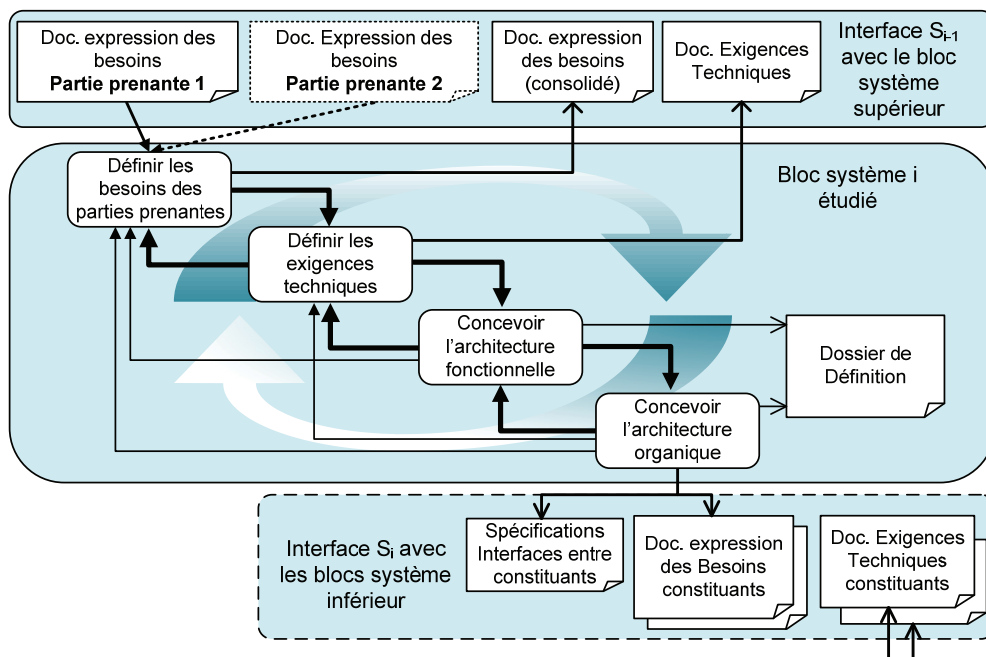 Doc. expression des
besoins
Partie prenante 1
Doc. Expression des
besoins
Partie prenante 2
Doc. expression
des besoins
(consolidé)
Doc. Exigences
Techniques
Interface Si-1
avec le bloc
système
supérieur
Définir les
besoins des
parties prenantes
Bloc système i
étudié
Définir les
exigences
techniques
Concevoir
l'architecture
fonctionnelle
Dossier de
Définition
Concevoir
l'architecture
organique
Interface Si avec
les blocs système
inférieur
Spécifications
Interfaces entre
constituants
Doc. expression
des Besoins
constituants
Doc. Exigences
Techniques
constituants